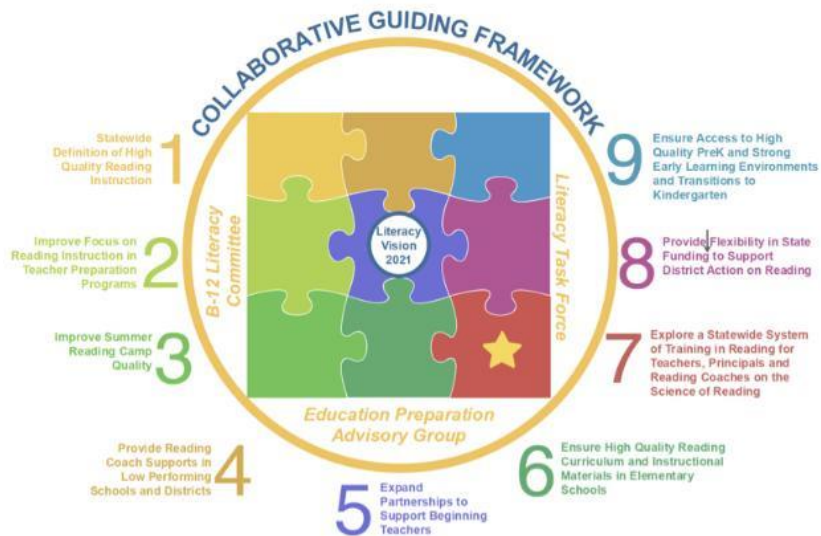 COLLABORATIVE GUIDING FRAMEWORK
1
Statewide
Definition of High
Quality Reading
Instruction
2
Improve Focus on
Reading Instruction in
Teacher Preparation
Programs
3
Improve Summer
Reading Camp
Quality
4
Provide Reading
Coach Supports in
Low Performing
Schools and Districts
5
Expand
Partnerships to
Support Beginning
Teachers
6
Ensure High Quality Reading
Curriculum and Instructional
Materials in Elementary
Schools
7
Explore a Statewide System
of Training in Reading for
Teachers, Principals and
Reading Coaches on the
Science of Reading
8
Provide Flexibility in State
Funding to Support
District Action on Reading
9
Ensure Access to High
Quality PreK and Strong
Early Learning Environments
and Transitions to
Kindergarten
B-12 Literacy
Committee
Literacy
Vision
2021
Literacy Task Force
Education Preparation
Advisory Group